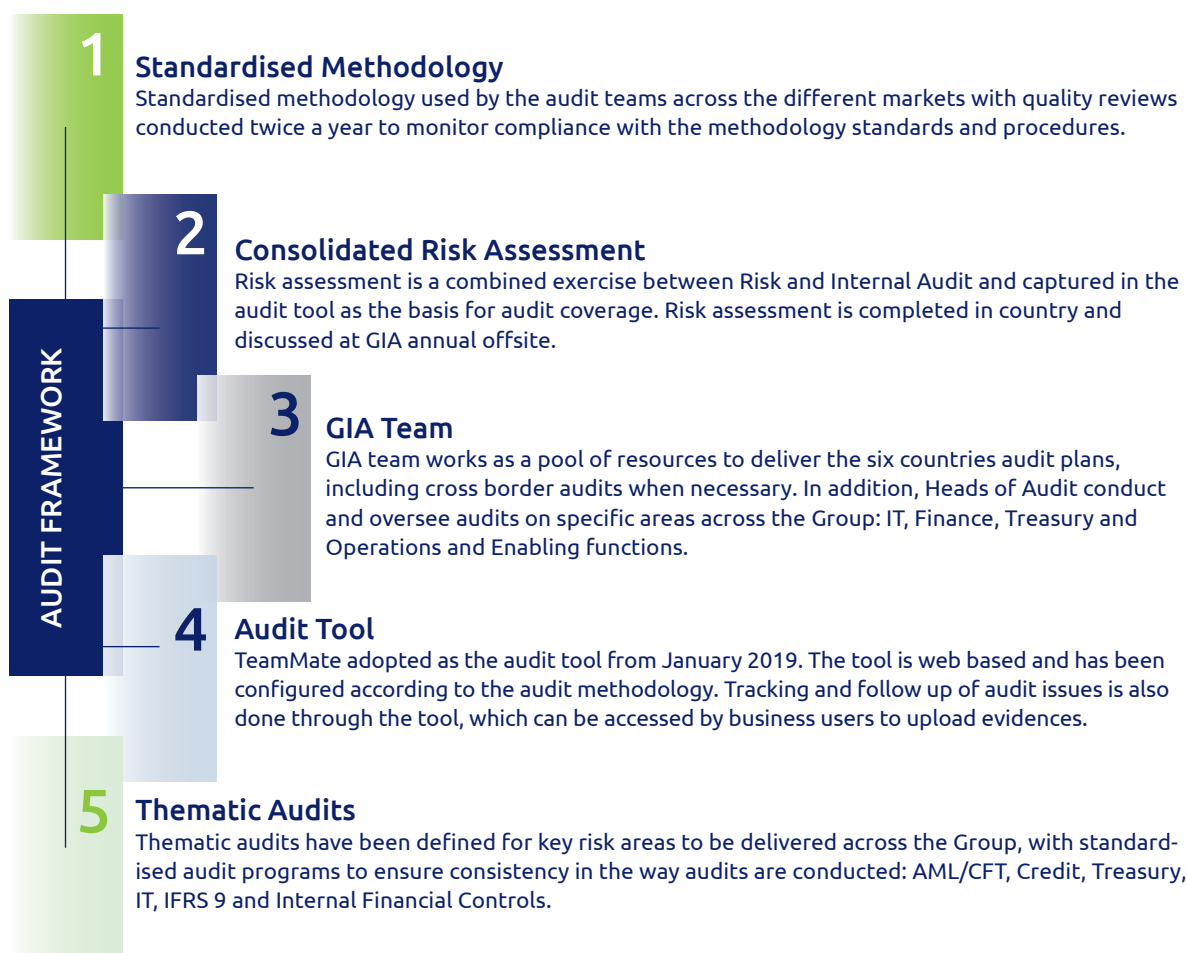 1
Standardised Methodology
Standardised methodology used by the audit teams across the different markets with quality reviews
conducted twice a year to monitor compliance with the methodology standards and procedures.
2
Consolidated Risk Assessment
Risk assessment is a combined exercise between Risk and Internal Audit and captured in the
audit tool as the basis for audit coverage. Risk assessment is completed in country and
discussed at GIA annual offsite.
AUDIT FRAMEWORK
3
GIA Team
GIA team works as a pool of resources to deliver the six countries audit plans,
including cross border audits when necessary. In addition, Heads of Audit conduct
and oversee audits on specific areas across the Group: IT, Finance, Treasury and
Operations and Enabling functions.
4
Audit Tool
TeamMate adopted as the audit tool from January 2019. The tool is web based and has been
configured according to the audit methodology. Tracking and follow up of audit issues is also
done through the tool, which can be accessed by business users to upload evidences.
5
Thematic Audits
Thematic audits have been defined for key risk areas to be delivered across the Group, with standard-
ised audit programs to ensure consistency in the way audits are conducted: AML/CFT, Credit, Treasury,
IT, IFRS 9 and Internal Financial Controls.